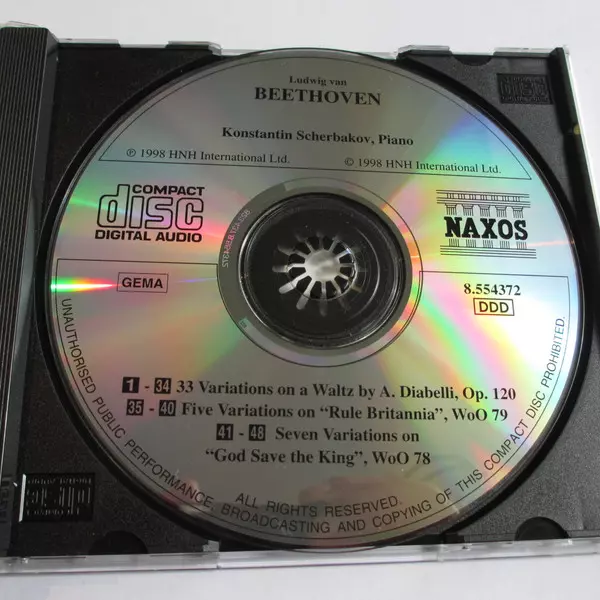 Ludwig van
BEETHOVEN
Konstantin Scherbakov, Piano
℗ 1998 HNH International Ltd.
© 1998 HNH International Ltd.
COMPACT
disc
DIGITAL AUDIO
NAXOS
GEMA
8.554372
DDD
1 - 34 33 Variations on a Waltz by A. Diabelli, Op. 120
35 - 40 Five Variations on “Rule Britannia”, WoO 79
41 - 48 Seven Variations on
“God Save the King”, WoO 78
ALL RIGHTS RESERVED.
UNAUTHORISED PUBLIC PERFORMANCE, BROADCASTING AND COPYING OF THIS COMPACT DISC PROHIBITED.